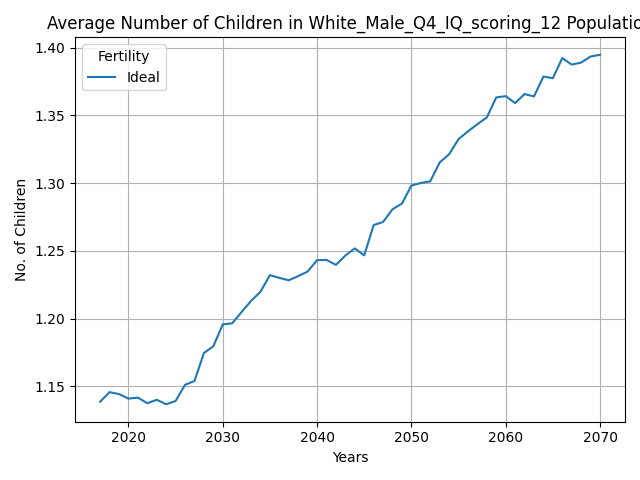 Average Number of Children in White_Male_Q4_IQ_scoring_12 Populatio
Fertility
Ideal
1.40
1.35
1.30
1.25
1.20
1.15
No. of Children
2020 2030 2040 2050 2060 2070
Years